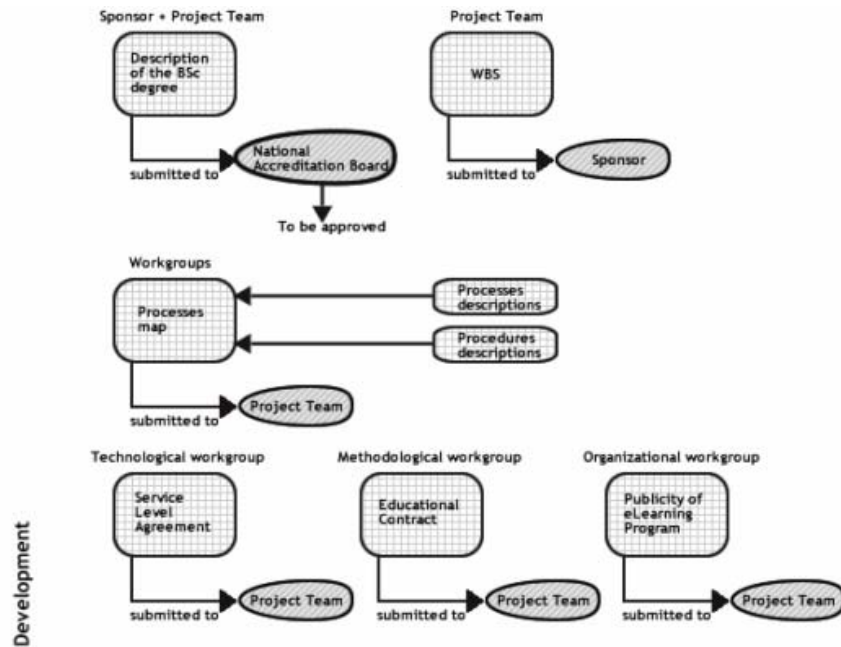 Sponsor + Project Team
Description
of the BSc
degree
submitted to
National
Accreditation Board
To be approved
Project Team
WBS
submitted to
Sponsor
Workgroups
Processes
map
Processes
descriptions
Procedures
descriptions
submitted to
Project Team
Technological workgroup
Service
Level
Agreement
submitted to
Project Team
Methodological workgroup
Educational
Contract
submitted to
Project Team
Organizational workgroup
Publicity of
eLearning
Program
submitted to
Project Team
Development